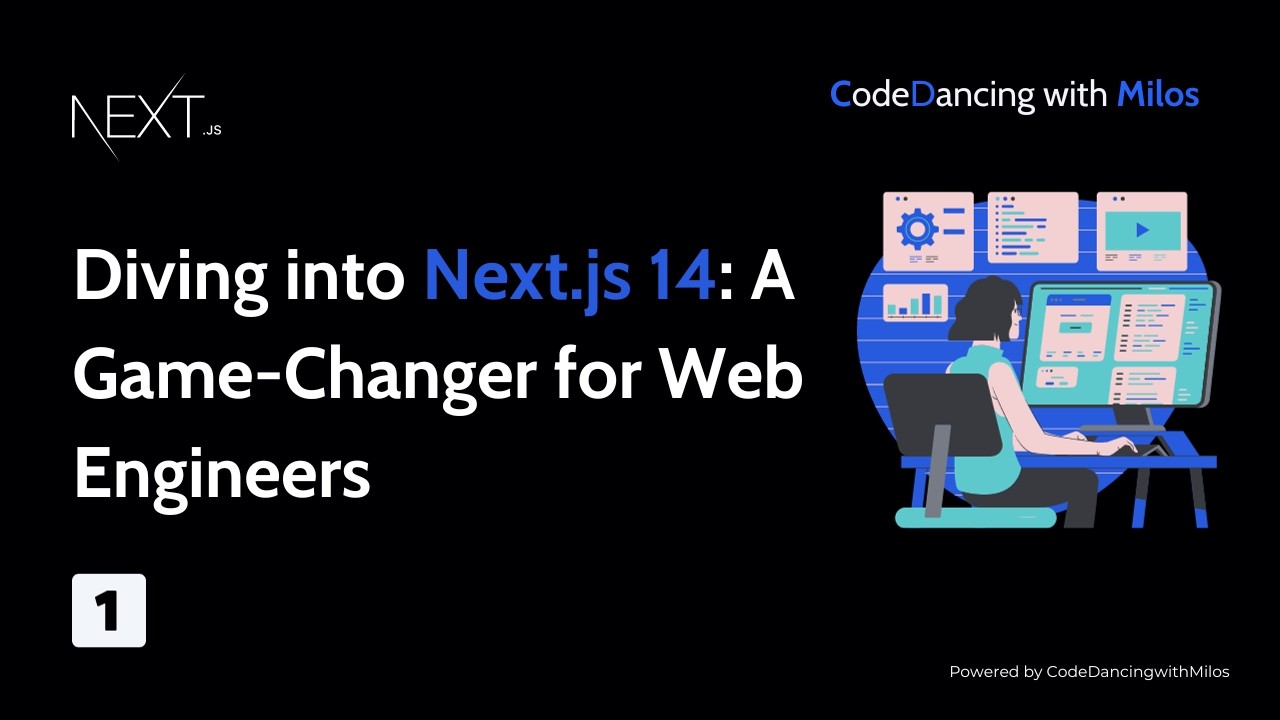 NEXT.JS
CodeDancing with Milos
Diving into Next.js 14: A
Game-Changer for Web
Engineers
1
Powered by CodeDancingwithMilos